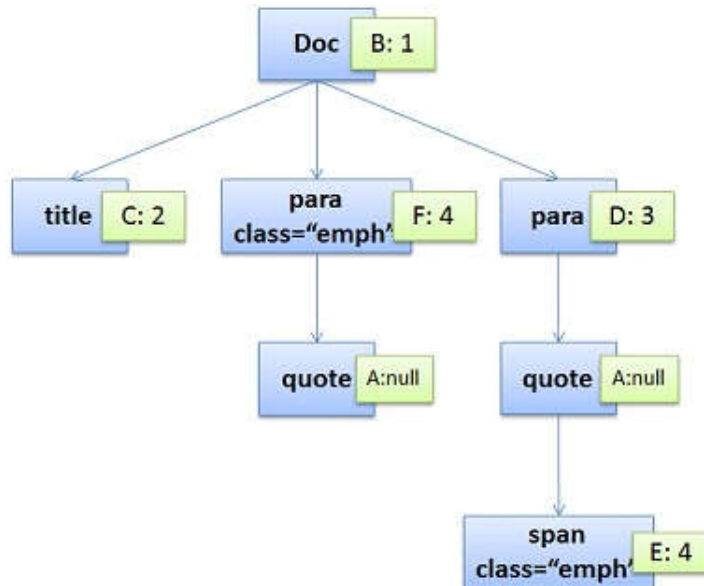 Doc
B: 1
title
C: 2
para
class=“emph”
F: 4
para
D: 3
quote
A:null
quote
A:null
span
class=“emph”
E: 4